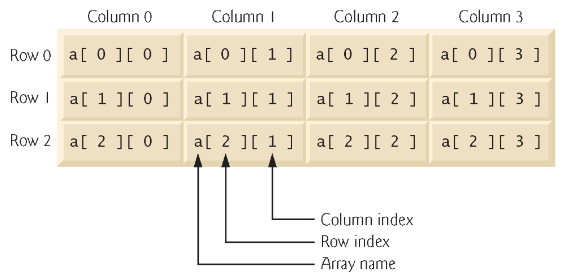 Column 0 Column 1 Column 2 Column 3
Row 0 a[ 0 ][ 0 ] a[ 0 ][ 1 ] a[ 0 ][ 2 ] a[ 0 ][ 3 ]
Row 1 a[ 1 ][ 0 ] a[ 1 ][ 1 ] a[ 1 ][ 2 ] a[ 1 ][ 3 ]
Row 2 a[ 2 ][ 0 ] a[ 2 ][ 1 ] a[ 2 ][ 2 ] a[ 2 ][ 3 ]
Column index
Row index
Array name